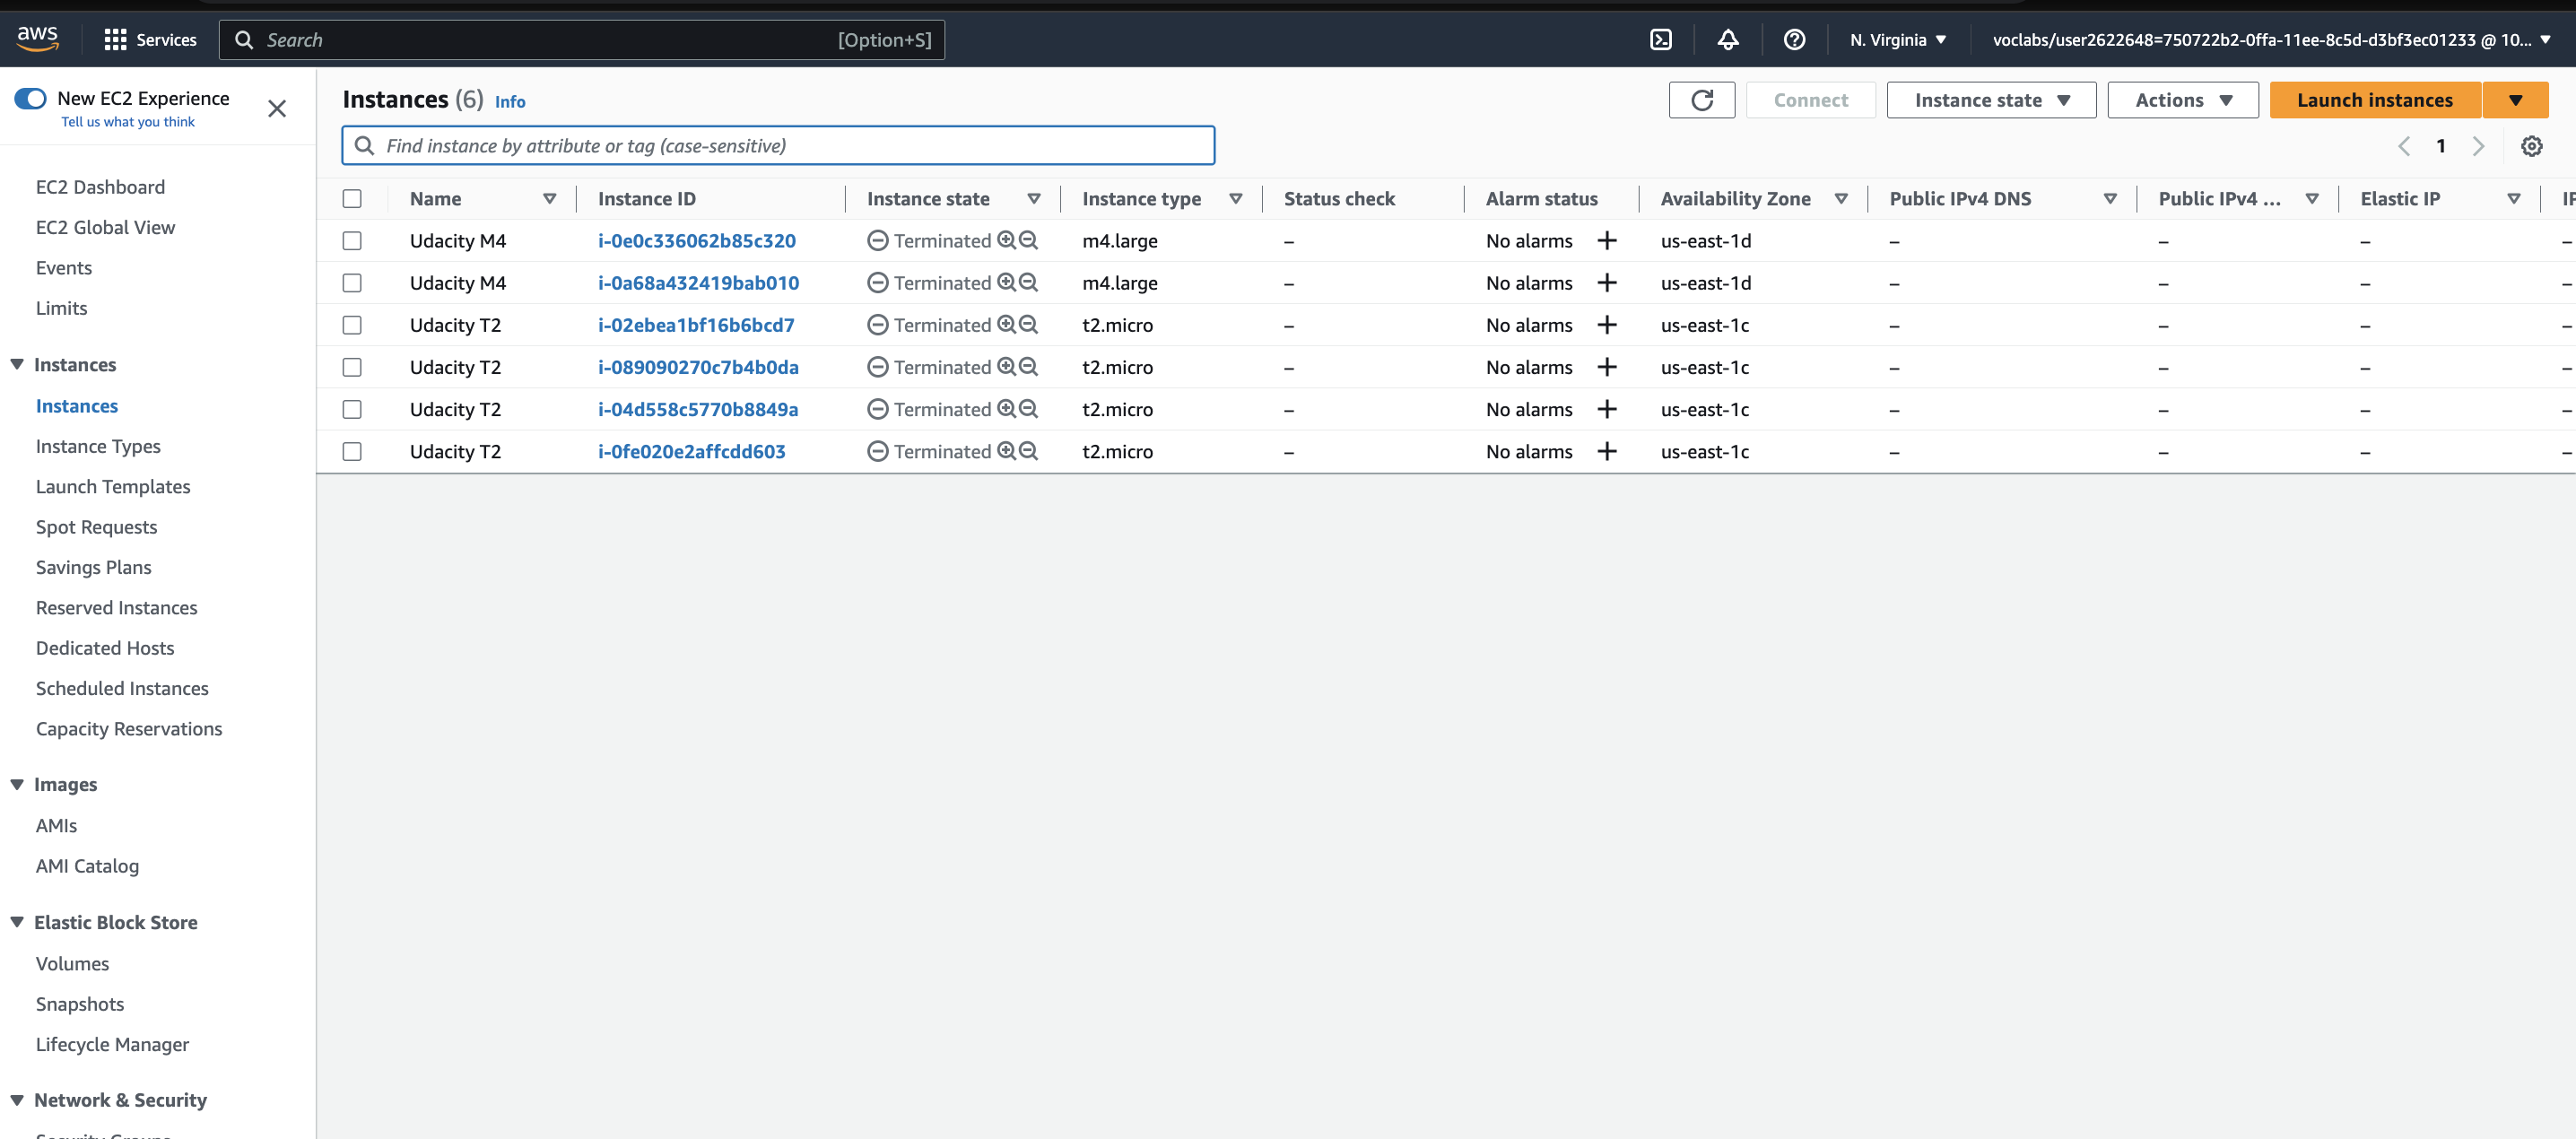 aws Services Search [Option+S] N. Virginia voclabs/user2622648=750722b2-0ffa-11ee-8c5d-d3bf3ec01233 @ 10...
New EC2 Experience
Tell us what you think
EC2 Dashboard
EC2 Global View
Events
Limits
Instances
Instances
Instance Types
Launch Templates
Spot Requests
Savings Plans
Reserved Instances
Dedicated Hosts
Scheduled Instances
Capacity Reservations
Images
AMIs
AMI Catalog
Elastic Block Store
Volumes
Snapshots
Lifecycle Manager
Network & Security
Instances (6) Info Connect Instance state Actions Launch instances
Find instance by attribute or tag (case-sensitive) 1
Name Instance ID Instance state Instance type Status check Alarm status Availability Zone Public IPv4 DNS Public IPv4 ... Elastic IP
Udacity M4 i-0e0c336062b85c320 Terminated m4.large – No alarms + us-east-1d – – – –
Udacity M4 i-0a68a432419bab010 Terminated m4.large – No alarms + us-east-1d – – – –
Udacity T2 i-02ebea1bf16b6bcd7 Terminated t2.micro – No alarms + us-east-1c – – – –
Udacity T2 i-089090270c7b4b0da Terminated t2.micro – No alarms + us-east-1c – – – –
Udacity T2 i-04d558c5770b8849a Terminated t2.micro – No alarms + us-east-1c – – – –
Udacity T2 i-0fe020e2affcdd603 Terminated t2.micro – No alarms + us-east-1c – – – –